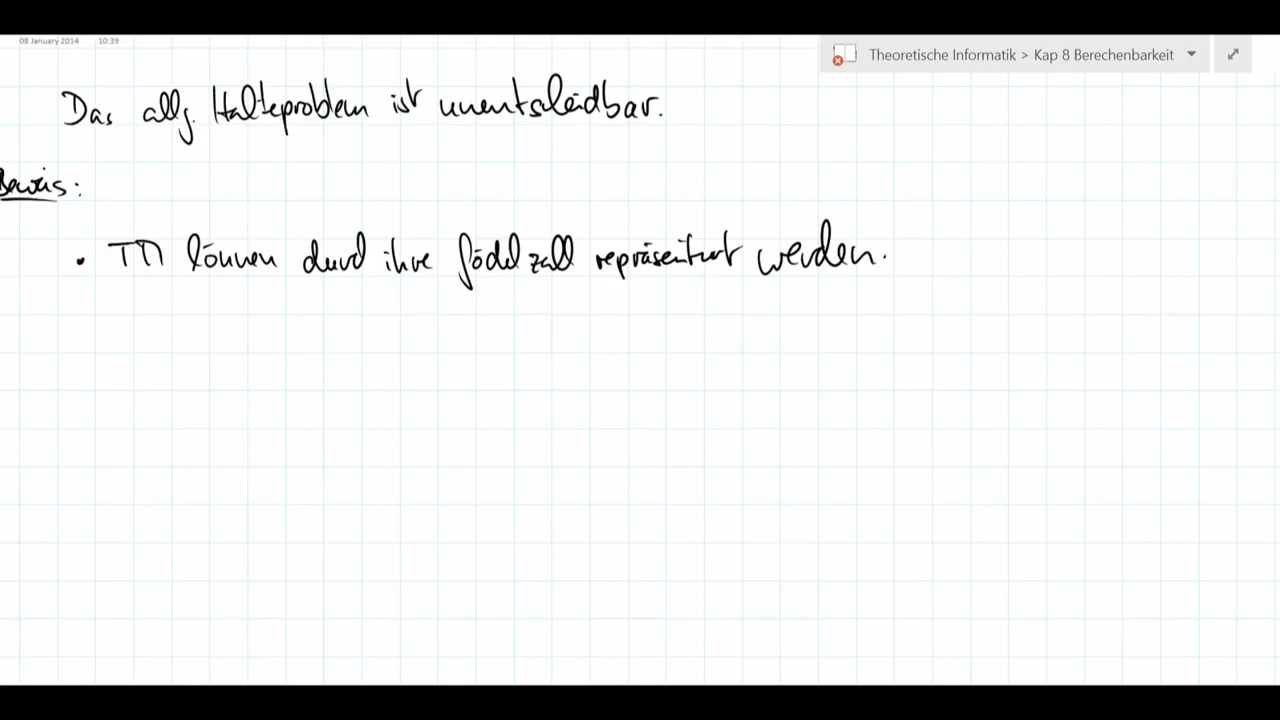 08 January 2014 10:39
Theoretische Informatik > Kap 8 Berechenbarkeit
Das allg. Halteproblem ist unentscheidbar.
Beweis:
• TM können durch ihre Gödelzahl repräsentiert werden.